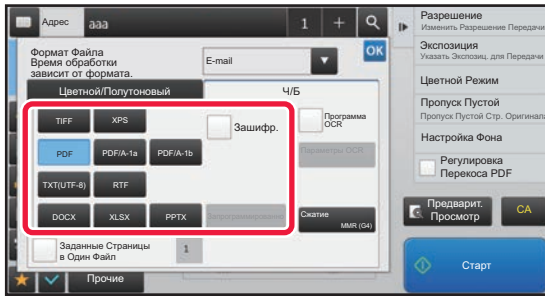 Адрес
aaa
1
+
Формат Файла
Время обработки
зависит от формата.
E-mail
OK
Цветной/Полутоновый
Ч/Б
TIFF
XPS
Зашифр.
Программа
OCR
PDF
PDF/A-1a
PDF/A-1b
Параметры OCR
TXT(UTF-8)
RTF
DOCX
XLSX
PPTX
Сжатие
MMR (G4)
Заданные Страницы
в Один Файл
1
Прочие
Разрешение
Изменить Разрешение Передачи
Экспозиция
Указать Экспозиц. для Передачи
Цветной Режим
Пропуск Пустой
Пропуск Пустой Стр. Оригинала
Настройка Фона
Регулировка
Перекоса PDF
Предварит.
Просмотр
CA
Старт